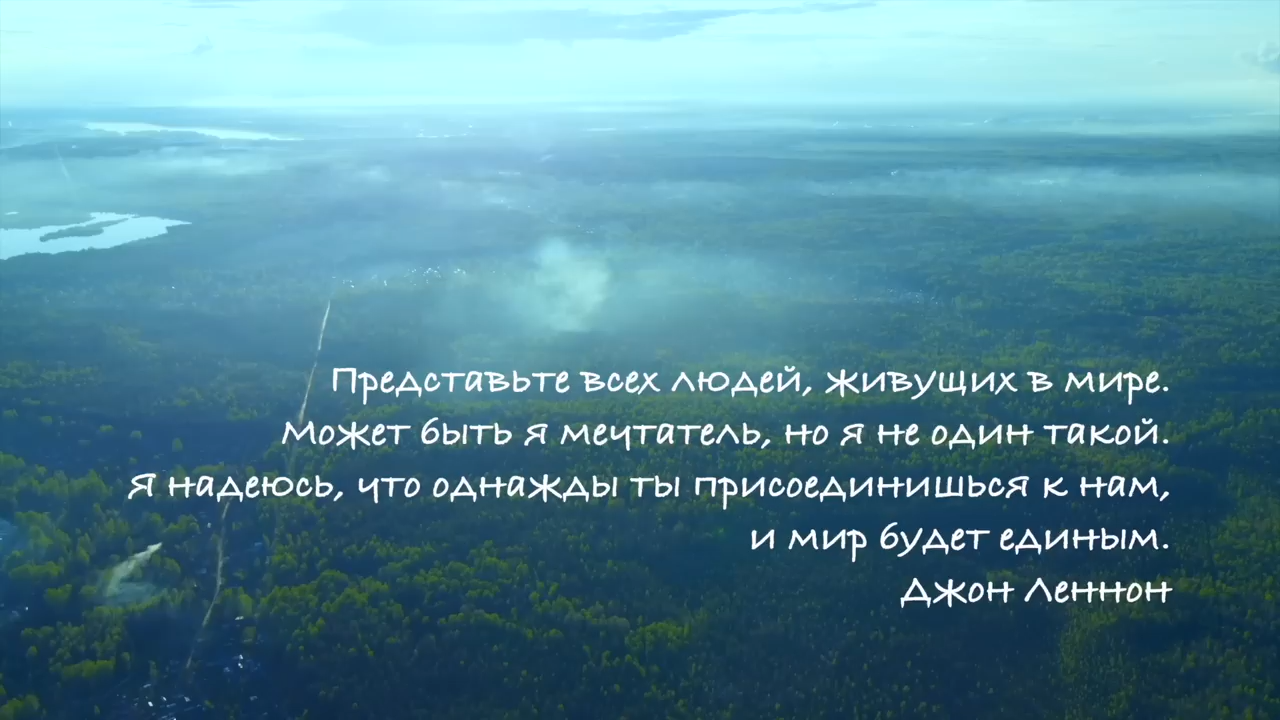 Представьте всех людей, живущих в мире.
Может быть я мечтатель, но я не один такой.
Я надеюсь, что однажды ты присоединишься к нам,
и мир будет единым.
Джон Леннон